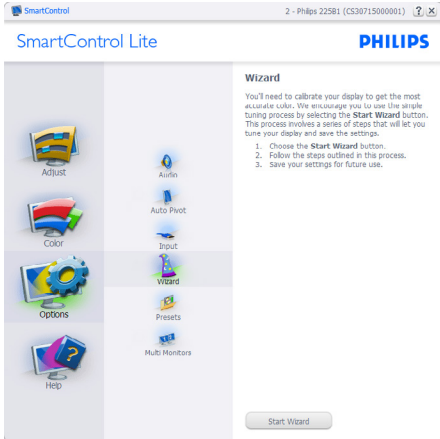 SmartControl
2 - Philips 225B1 (CS30715000001) ? X
SmartControl Lite
PHILIPS
Adjust
Color
Options
Help
Audio
Auto Pivot
Input
Wizard
Presets
Multi Monitors
Wizard
You'll need to calibrate your display to get the most
accurate color. We encourage you to use the simple
tuning process by selecting the Start Wizard button.
This process involves a series of steps that will let you
tune your display and save the settings.
1. Choose the Start Wizard button.
2. Follow the steps outlined in this process.
3. Save your settings for future use.
Start Wizard